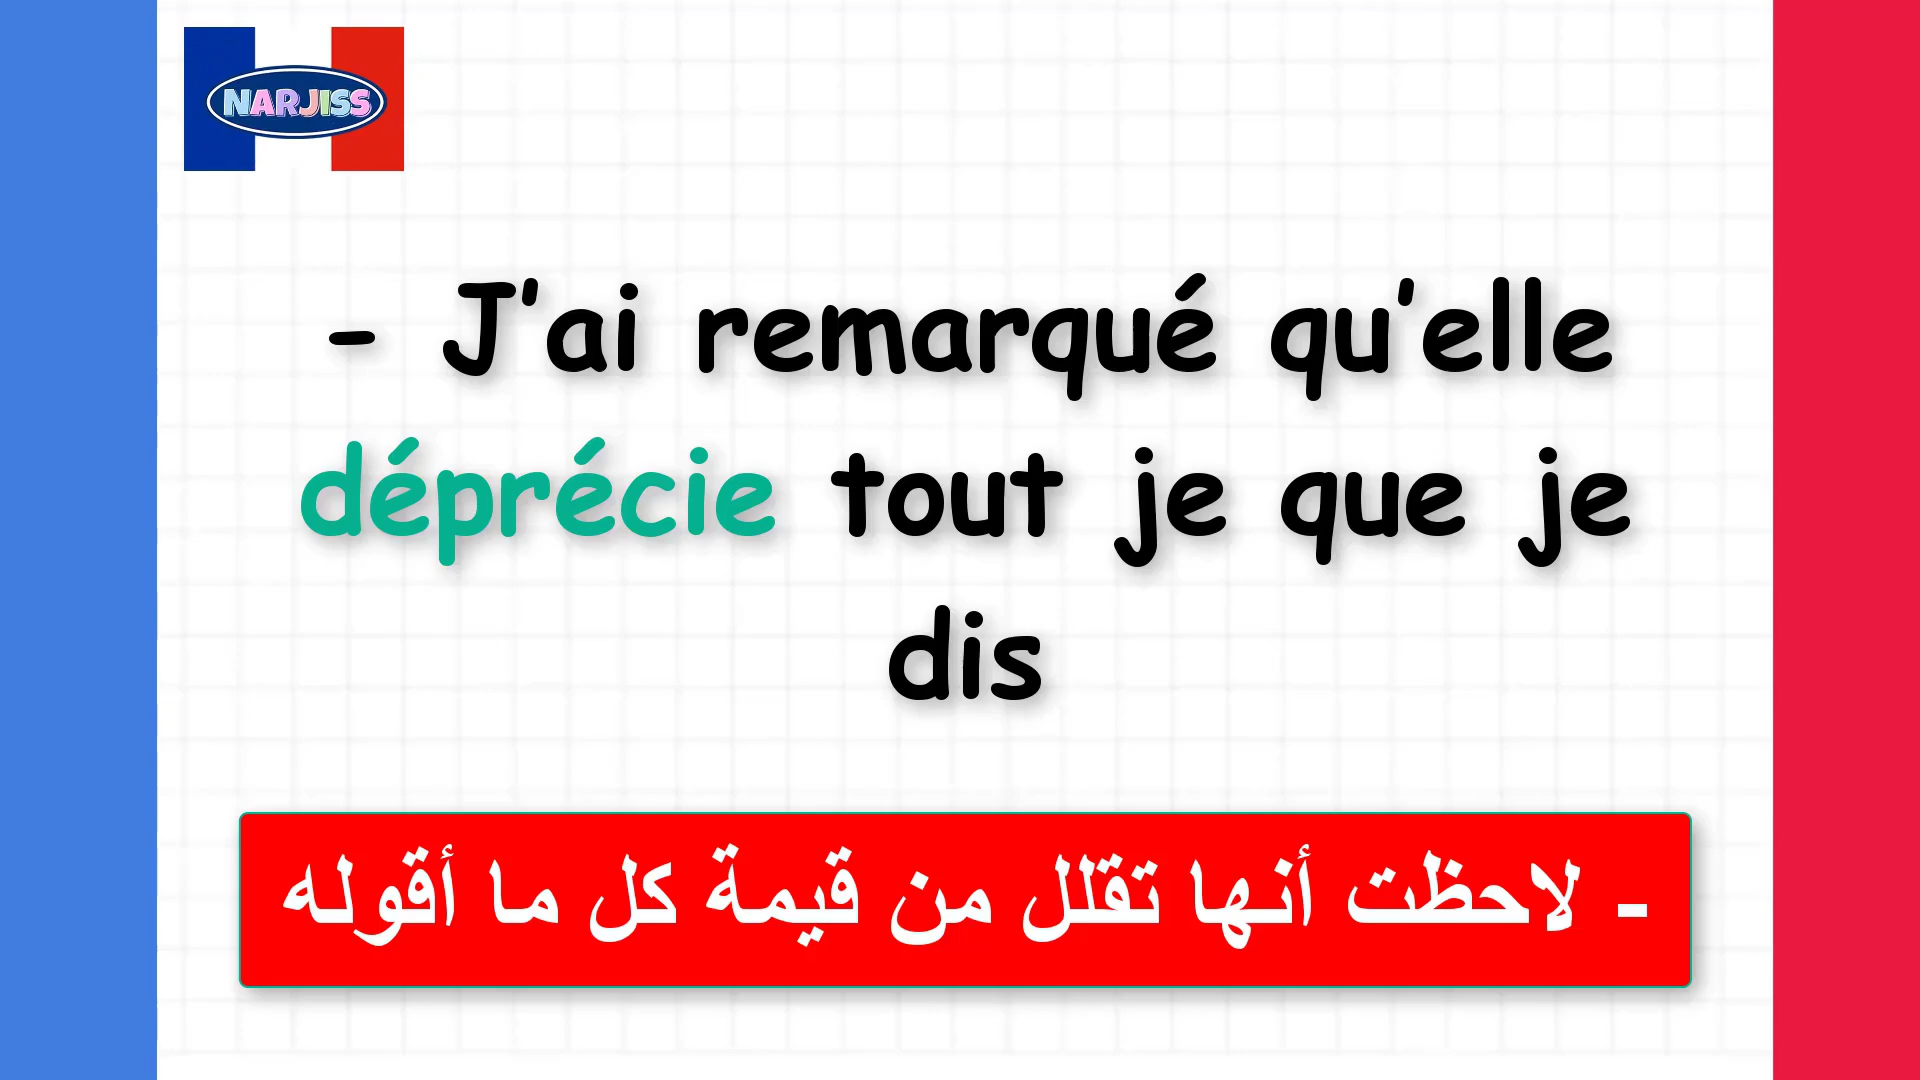 NARJISS
- J’ai remarqué qu’elle
déprécie tout je que je
dis
- لاحظت أنها تقلل من قيمة كل ما أقوله